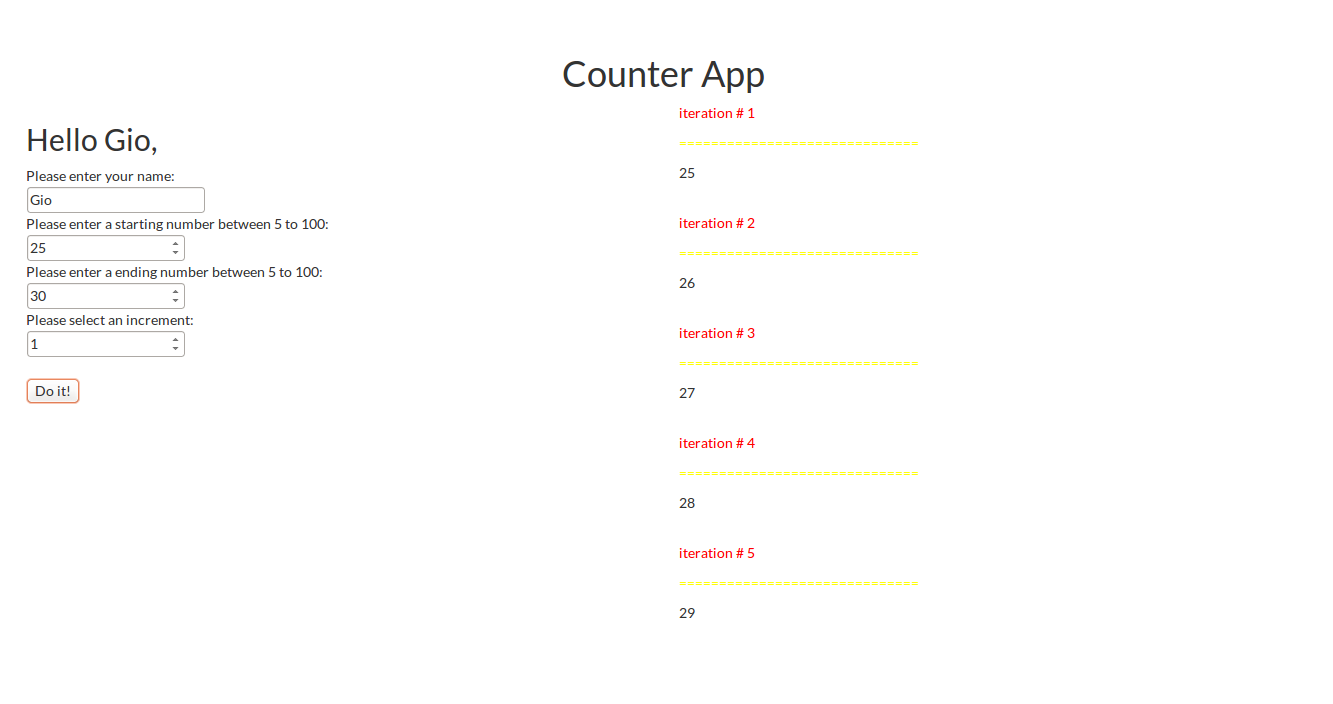 Counter App
Hello Gio,
Please enter your name:
Gio
Please enter a starting number between 5 to 100:
25
Please enter a ending number between 5 to 100:
30
Please select an increment:
1
Do it!
iteration # 1
==============================
25
iteration # 2
==============================
26
iteration # 3
==============================
27
iteration # 4
==============================
28
iteration # 5
==============================
29